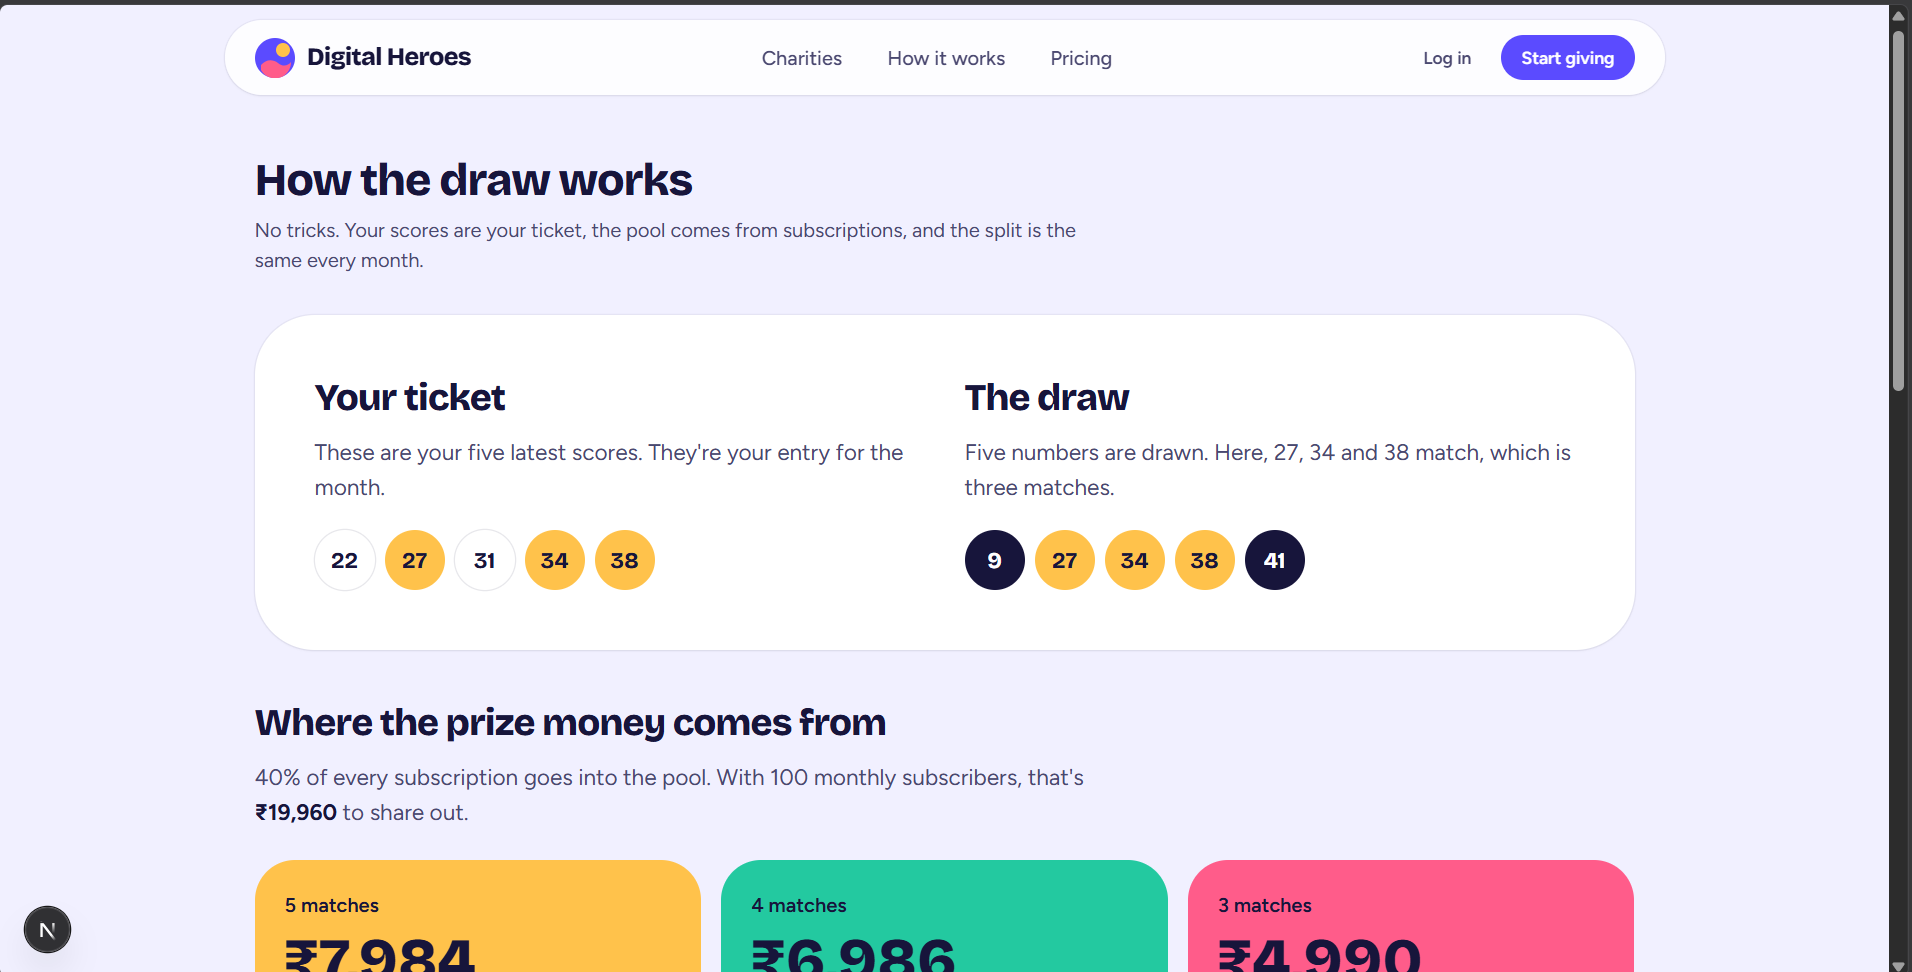 Digital Heroes
Charities
How it works
Pricing
Log in
Start giving
How the draw works
No tricks. Your scores are your ticket, the pool comes from subscriptions, and the split is the
same every month.
Your ticket
These are your five latest scores. They're your entry for the
month.
22 27 31 34 38
The draw
Five numbers are drawn. Here, 27, 34 and 38 match, which is
three matches.
9 27 34 38 41
Where the prize money comes from
40% of every subscription goes into the pool. With 100 monthly subscribers, that's
₹19,960 to share out.
5 matches
₹7,984
4 matches
₹6,986
3 matches
₹4,990
N